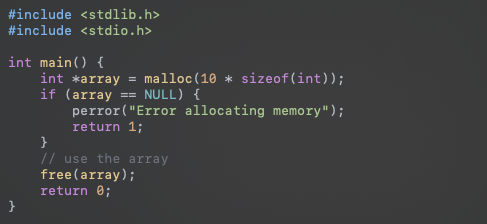 #include <stdlib.h>
#include <stdio.h>

int main() {
    int *array = malloc(10 * sizeof(int));
    if (array == NULL) {
        perror("Error allocating memory");
        return 1;
    }
    // use the array
    free(array);
    return 0;
}